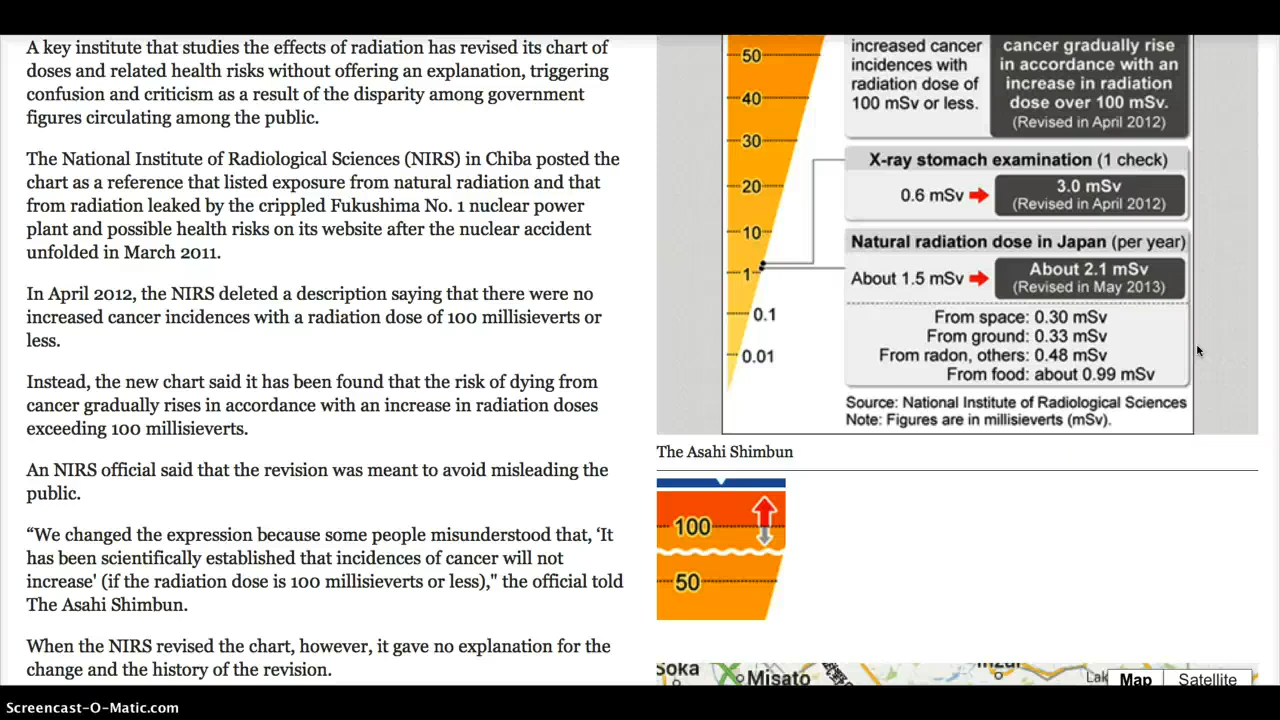 A key institute that studies the effects of radiation has revised its chart of
doses and related health risks without offering an explanation, triggering
confusion and criticism as a result of the disparity among government
figures circulating among the public.
The National Institute of Radiological Sciences (NIRS) in Chiba posted the
chart as a reference that listed exposure from natural radiation and that
from radiation leaked by the crippled Fukushima No. 1 nuclear power
plant and possible health risks on its website after the nuclear accident
unfolded in March 2011.
In April 2012, the NIRS deleted a description saying that there were no
increased cancer incidences with a radiation dose of 100 millisieverts or
less.
Instead, the new chart said it has been found that the risk of dying from
cancer gradually rises in accordance with an increase in radiation doses
exceeding 100 millisieverts.
An NIRS official said that the revision was meant to avoid misleading the
public.
“We changed the expression because some people misunderstood that, ‘It
has been scientifically established that incidences of cancer will not
increase' (if the radiation dose is 100 millisieverts or less)," the official told
The Asahi Shimbun.
When the NIRS revised the chart, however, it gave no explanation for the
change and the history of the revision.
50
40
30
20
10
1
0.1
0.01
increased cancer
incidences with
radiation dose of
100 mSv or less.
cancer gradually rise
in accordance with an
increase in radiation
dose over 100 mSv.
(Revised in April 2012)
X-ray stomach examination (1 check)
0.6 mSv
3.0 mSv
(Revised in April 2012)
Natural radiation dose in Japan (per year)
About 1.5 mSv
About 2.1 mSv
(Revised in May 2013)
From space: 0.30 mSv
From ground: 0.33 mSv
From radon, others: 0.48 mSv
From food: about 0.99 mSv
Source: National Institute of Radiological Sciences
Note: Figures are in millisieverts (mSv).
The Asahi Shimbun
100
50
Soka
Misato
Map
Satellite
Screencast-O-Matic.com